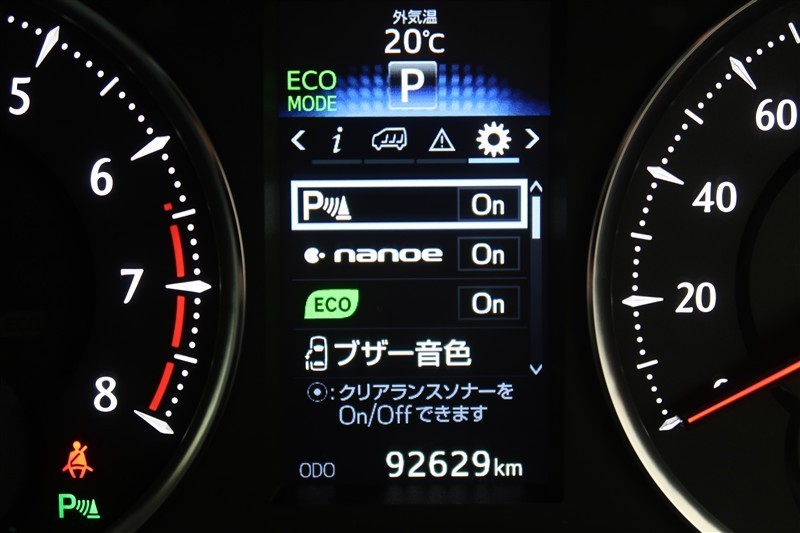 外気温
20℃
ECO
MODE
P
i
P On
nanoe On
ECO On
ブザー音色
:クリアランスソナーを
On/Offできます
ODO 92629km
5
6
7
8
P
60
40
20